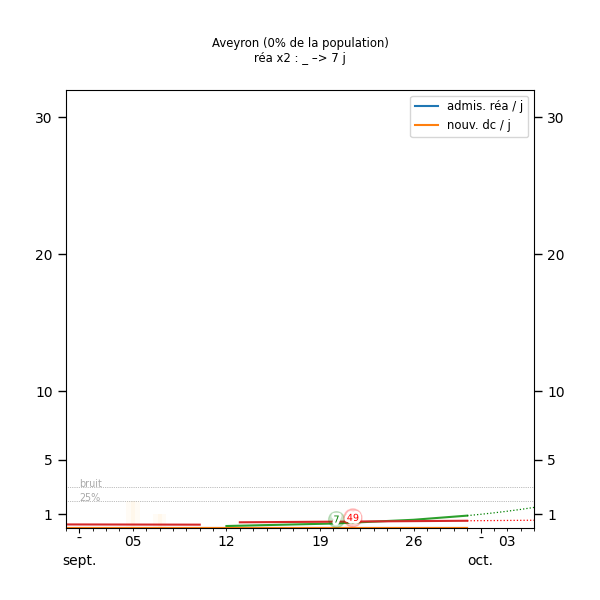 Aveyron (0% de la population)
réa x2 : _ –> 7 j
admis. réa / j
nouv. dc / j
30 30
20 20
10 10
5 5
bruit
25%
1 1
7 49
- 05 12 19 26 - 03
sept. oct.